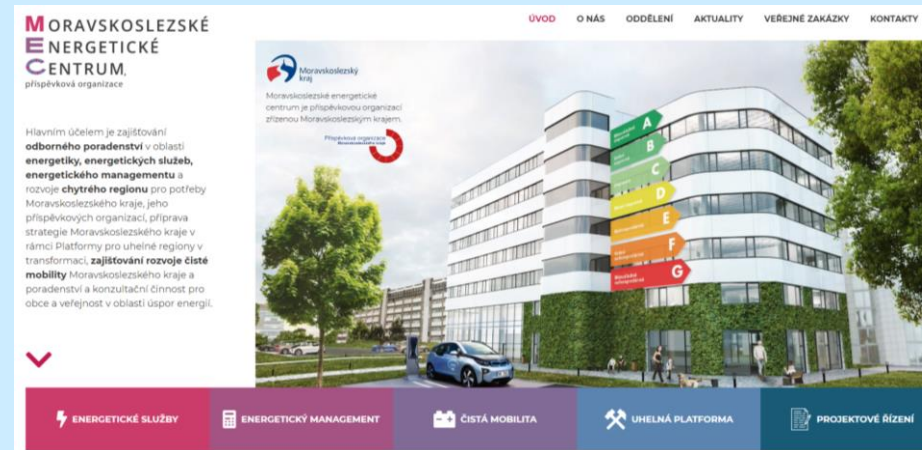 MORAVSKOSLEZSKÉ
ENERGETICKÉ
CENTRUM,
příspěvková organizace
ÚVOD O NÁS ODDĚLENÍ AKTUALITY VEŘEJNÉ ZAKÁZKY KONTAKTY
Hlavním účelem je zajišťování
odborného poradenství v oblasti
energetiky, energetických služeb,
energetického managementu a
rozvoje chytrého regionu pro potřeby
Moravskoslezského kraje, jeho
příspěvkových organizací, příprava
strategie Moravskoslezského kraje v
rámci Platformy pro uhelné regiony v
transformaci, zajišťování rozvoje čisté
mobility Moravskoslezského kraje a
poradenství a konzultační činnost pro
obce a veřejnost v oblasti úspor energií.
Moravskoslezský
kraj
Moravskoslezské energetické
centrum je příspěvkovou organizací
zřízenou Moravskoslezským krajem.
Příspěvková organizace
Moravskoslezského kraje
A
B
C
D
E
F
G
ENERGETICKÉ SLUŽBY
ENERGETICKÝ MANAGEMENT
ČISTÁ MOBILITA
UHELNÁ PLATFORMA
PROJEKTOVÉ ŘÍZENÍ